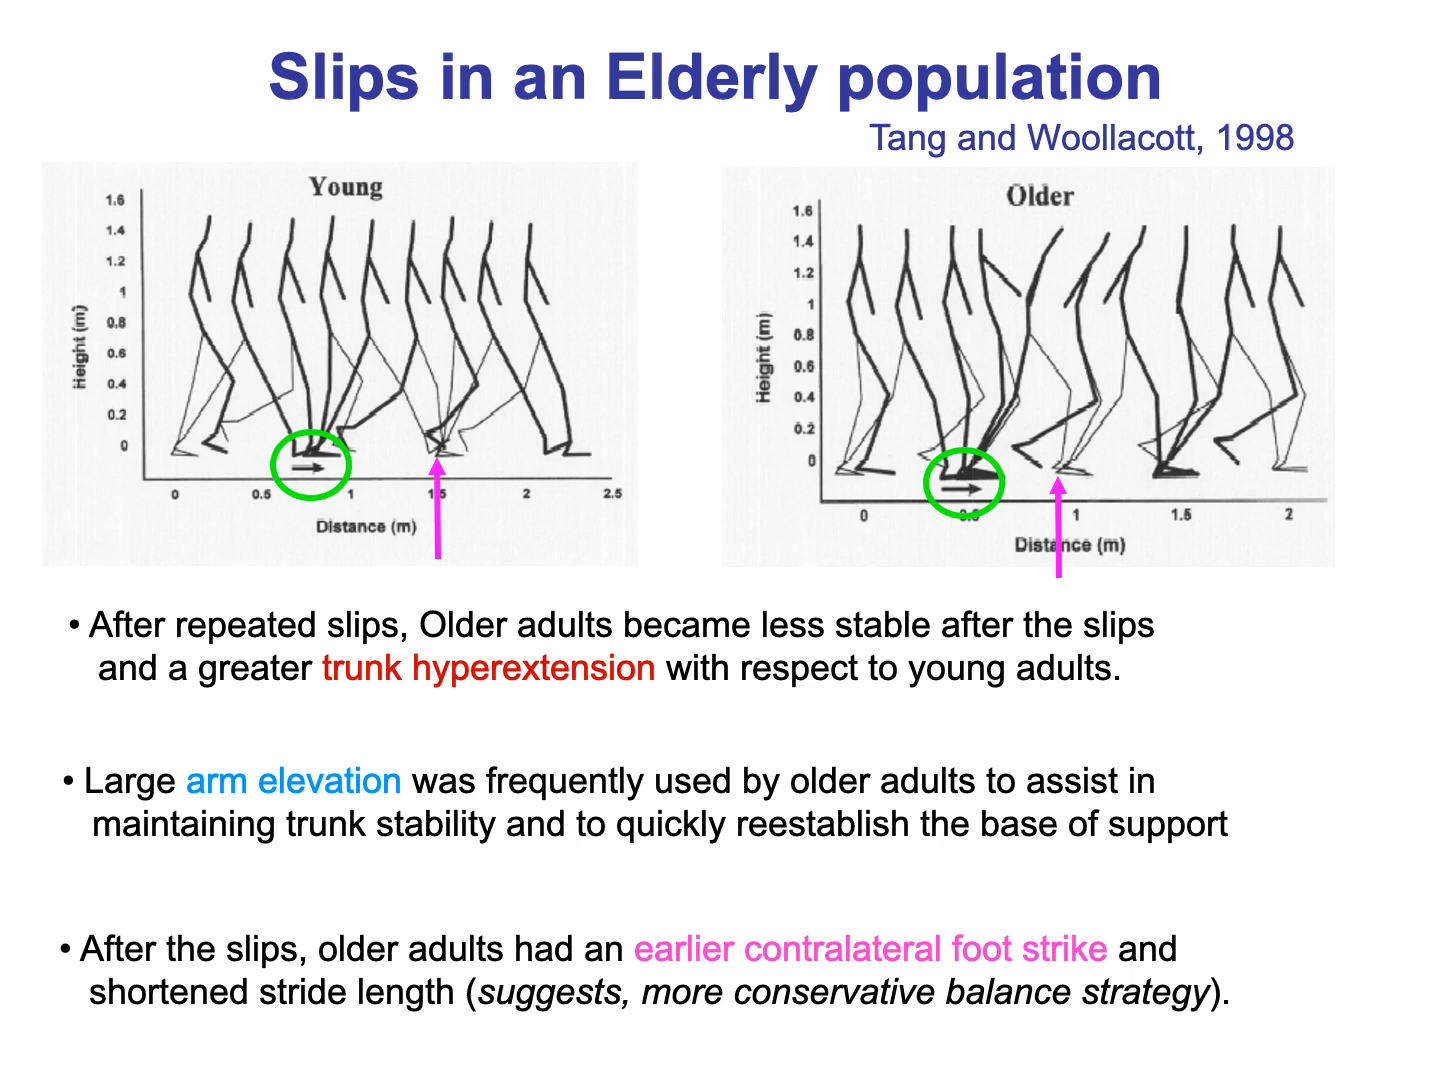 Slips in an Elderly population
Tang and Woollacott, 1998
Young
1.6
1.4
1.2
1
0.8
0.6
0.4
0.2
0
Height (m)
0 0.5 1 1.5 2 2.5
Distance (m)
Older
1.6
1.4
1.2
1
0.8
0.6
0.4
0.2
0
Height (m)
0 0.5 1 1.5 2
Distance (m)
• After repeated slips, Older adults became less stable after the slips
and a greater trunk hyperextension with respect to young adults.
• Large arm elevation was frequently used by older adults to assist in
maintaining trunk stability and to quickly reestablish the base of support
• After the slips, older adults had an earlier contralateral foot strike and
shortened stride length (suggests, more conservative balance strategy).